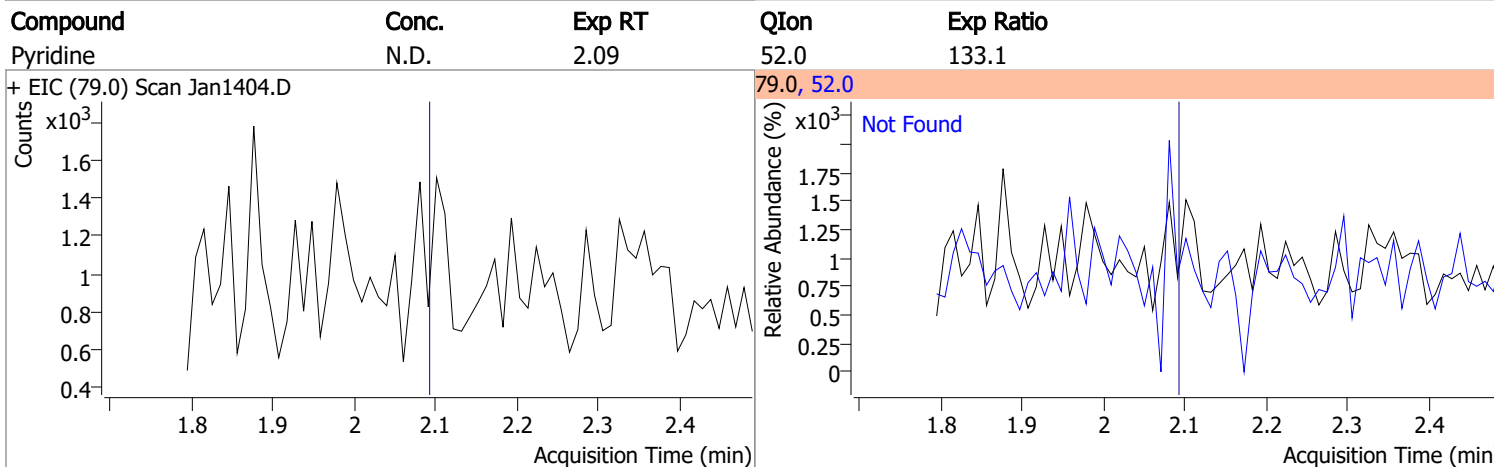 Compound Conc. Exp RT QIon Exp Ratio
Pyridine N.D. 2.09 52.0 133.1
+ EIC (79.0) Scan Jan1404.D
Counts
x10³
1.6
1.4
1.2
1
0.8
0.6
0.4
1.8 1.9 2 2.1 2.2 2.3 2.4
Acquisition Time (min)
79.0, 52.0
Relative Abundance (%)
x10³
Not Found
1.75
1.5
1.25
1
0.75
0.5
0.25
0
1.8 1.9 2 2.1 2.2 2.3 2.4
Acquisition Time (min